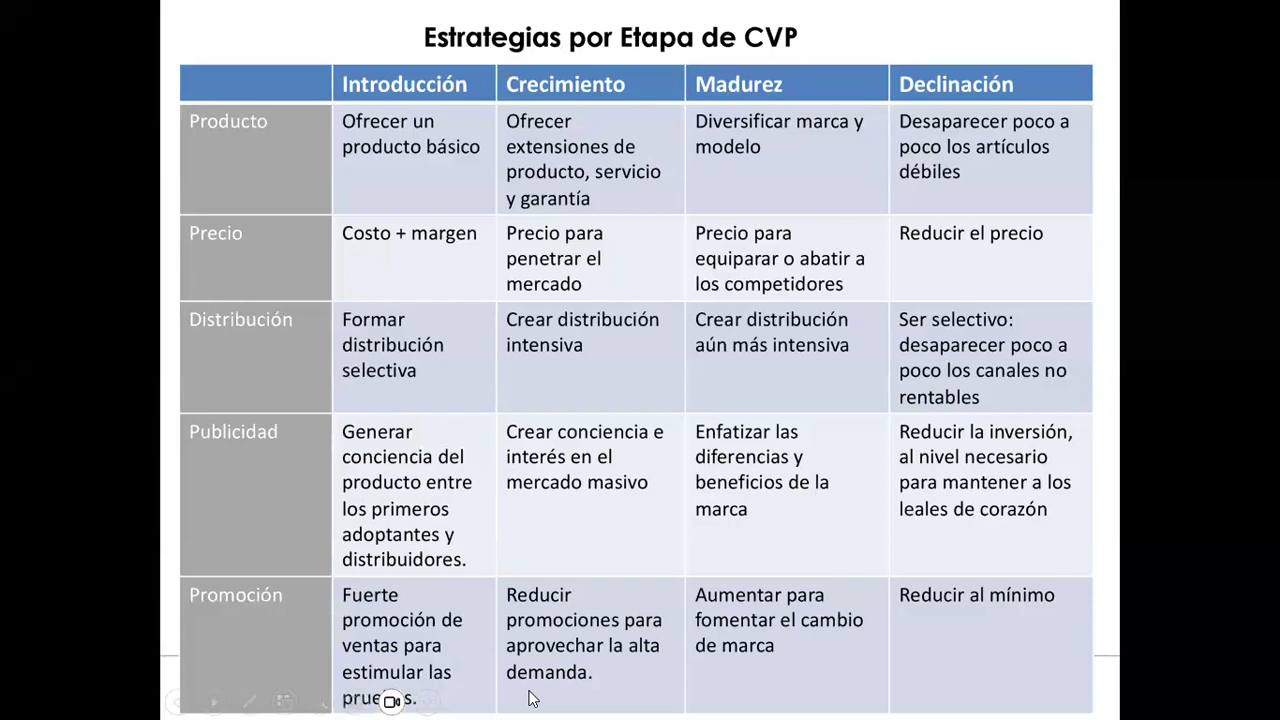 Estrategias por Etapa de CVP
Introducción
Crecimiento
Madurez
Declinación
Producto
Ofrecer un
producto básico
Ofrecer
extensiones de
producto, servicio
y garantía
Diversificar marca y
modelo
Desaparecer poco a
poco los artículos
débiles
Precio
Costo + margen
Precio para
penetrar el
mercado
Precio para
equiparar o abatir a
los competidores
Reducir el precio
Distribución
Formar
distribución
selectiva
Crear distribución
intensiva
Crear distribución
aún más intensiva
Ser selectivo:
desaparecer poco a
poco los canales no
rentables
Publicidad
Generar
conciencia del
producto entre
los primeros
adoptantes y
distribuidores.
Crear conciencia e
interés en el
mercado masivo
Enfatizar las
diferencias y
beneficios de la
marca
Reducir la inversión,
al nivel necesario
para mantener a los
leales de corazón
Promoción
Fuerte
promoción de
ventas para
estimular las
Reducir
promociones para
aprovechar la alta
demanda.
Aumentar para
fomentar el cambio
de marca
Reducir al mínimo